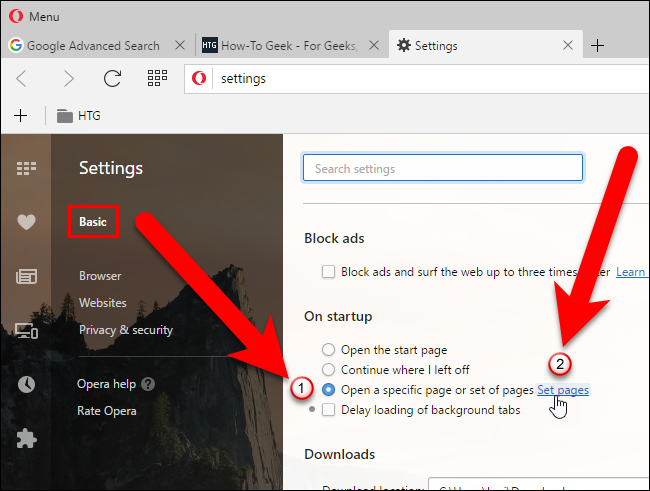 Menu
Google Advanced Search
HTG How-To Geek - For Geeks,
Settings
settings
HTG
Settings
Search settings
Basic
Browser
Websites
Privacy & security
Opera help ?
Rate Opera
Block ads
Block ads and surf the web up to three times Learn
On startup
Open the start page
Continue where I left off
1 Open a specific page or set of pages Set pages
2
Delay loading of background tabs
Downloads
Download location: